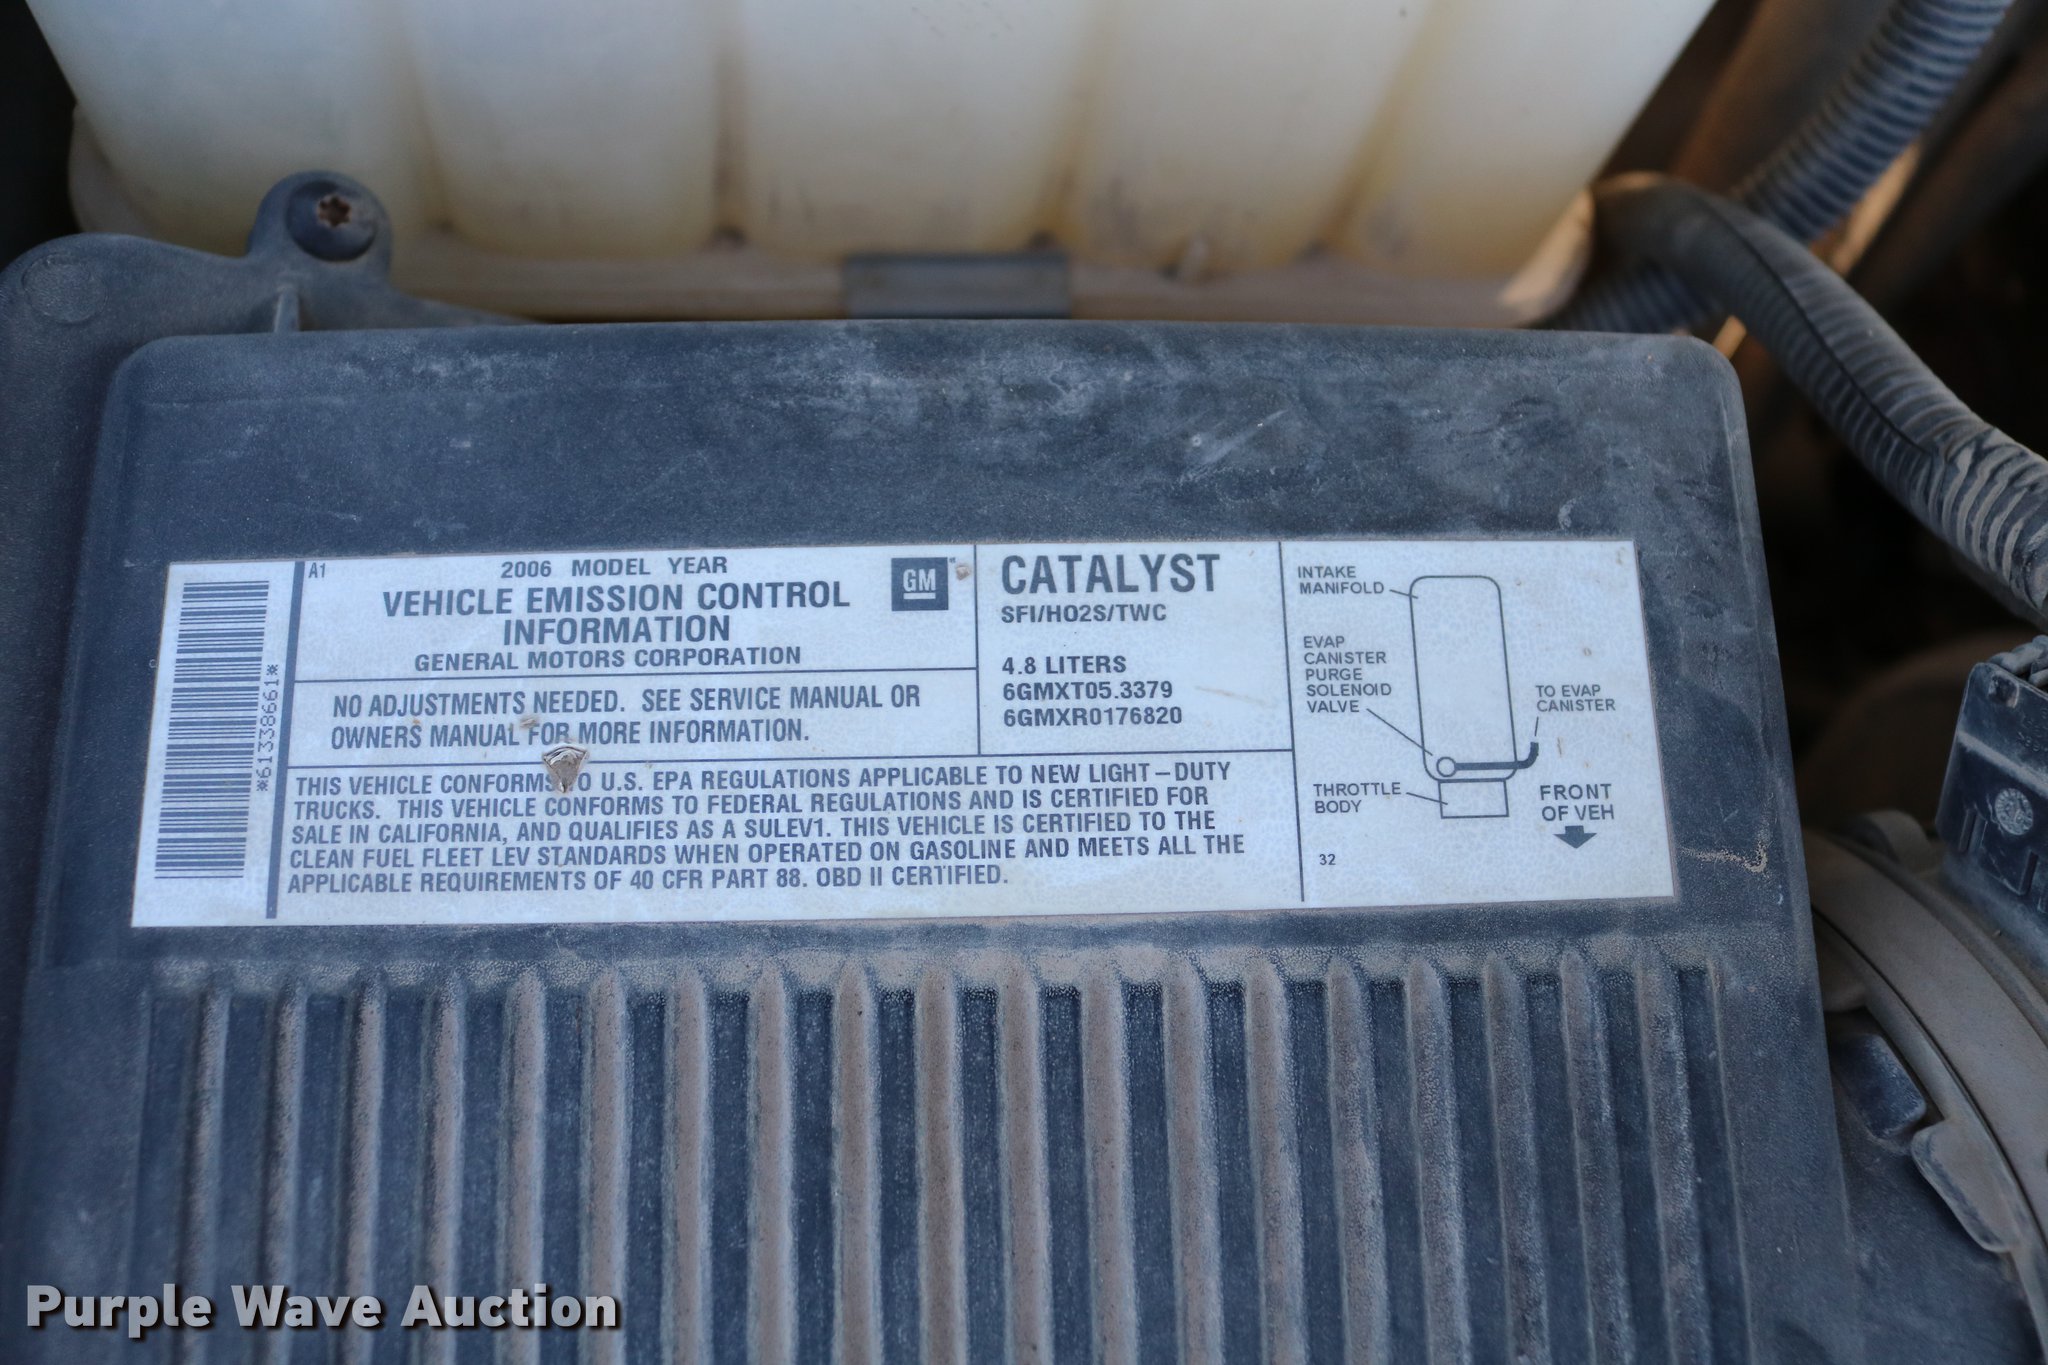 *61338661*
A1
2006 MODEL YEAR
VEHICLE EMISSION CONTROL
INFORMATION
GENERAL MOTORS CORPORATION
GM
NO ADJUSTMENTS NEEDED. SEE SERVICE MANUAL OR
OWNERS MANUAL FOR MORE INFORMATION.
CATALYST
SFI/HO2S/TWC
4.8 LITERS
6GMXT05.3379
6GMXR0176820
THIS VEHICLE CONFORMS TO U.S. EPA REGULATIONS APPLICABLE TO NEW LIGHT-DUTY
TRUCKS. THIS VEHICLE CONFORMS TO FEDERAL REGULATIONS AND IS CERTIFIED FOR
SALE IN CALIFORNIA, AND QUALIFIES AS A SULEV1. THIS VEHICLE IS CERTIFIED TO THE
CLEAN FUEL FLEET LEV STANDARDS WHEN OPERATED ON GASOLINE AND MEETS ALL THE
APPLICABLE REQUIREMENTS OF 40 CFR PART 88. OBD II CERTIFIED.
INTAKE
MANIFOLD
EVAP
CANISTER
PURGE
SOLENOID
VALVE
TO EVAP
CANISTER
THROTTLE
BODY
FRONT
OF VEH
32
Purple Wave Auction